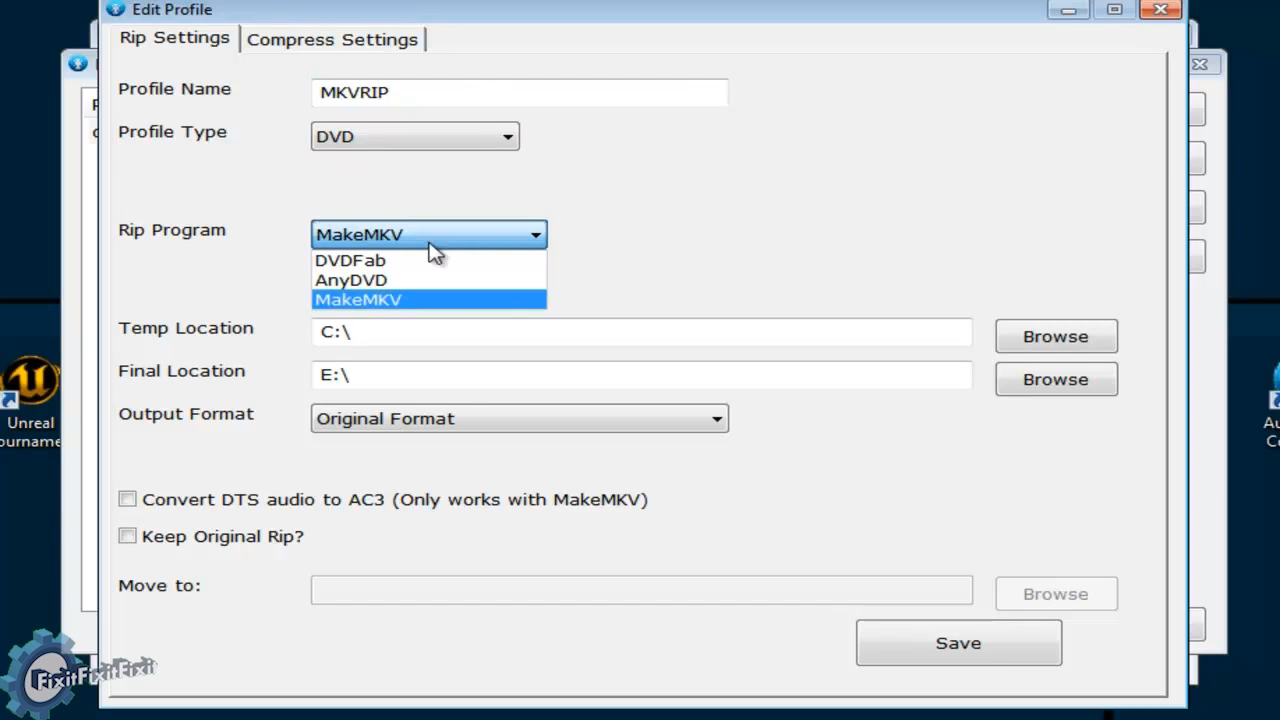 Edit Profile
Rip Settings
Compress Settings
Profile Name
MKVRIP
Profile Type
DVD
Rip Program
MakeMKV
DVDFab
AnyDVD
MakeMKV
Temp Location
C:\
Browse
Final Location
E:\
Browse
Output Format
Original Format
Unreal
ourname
Convert DTS audio to AC3 (Only works with MakeMKV)
Keep Original Rip?
Move to:
Browse
Save
FixitFixitFixit